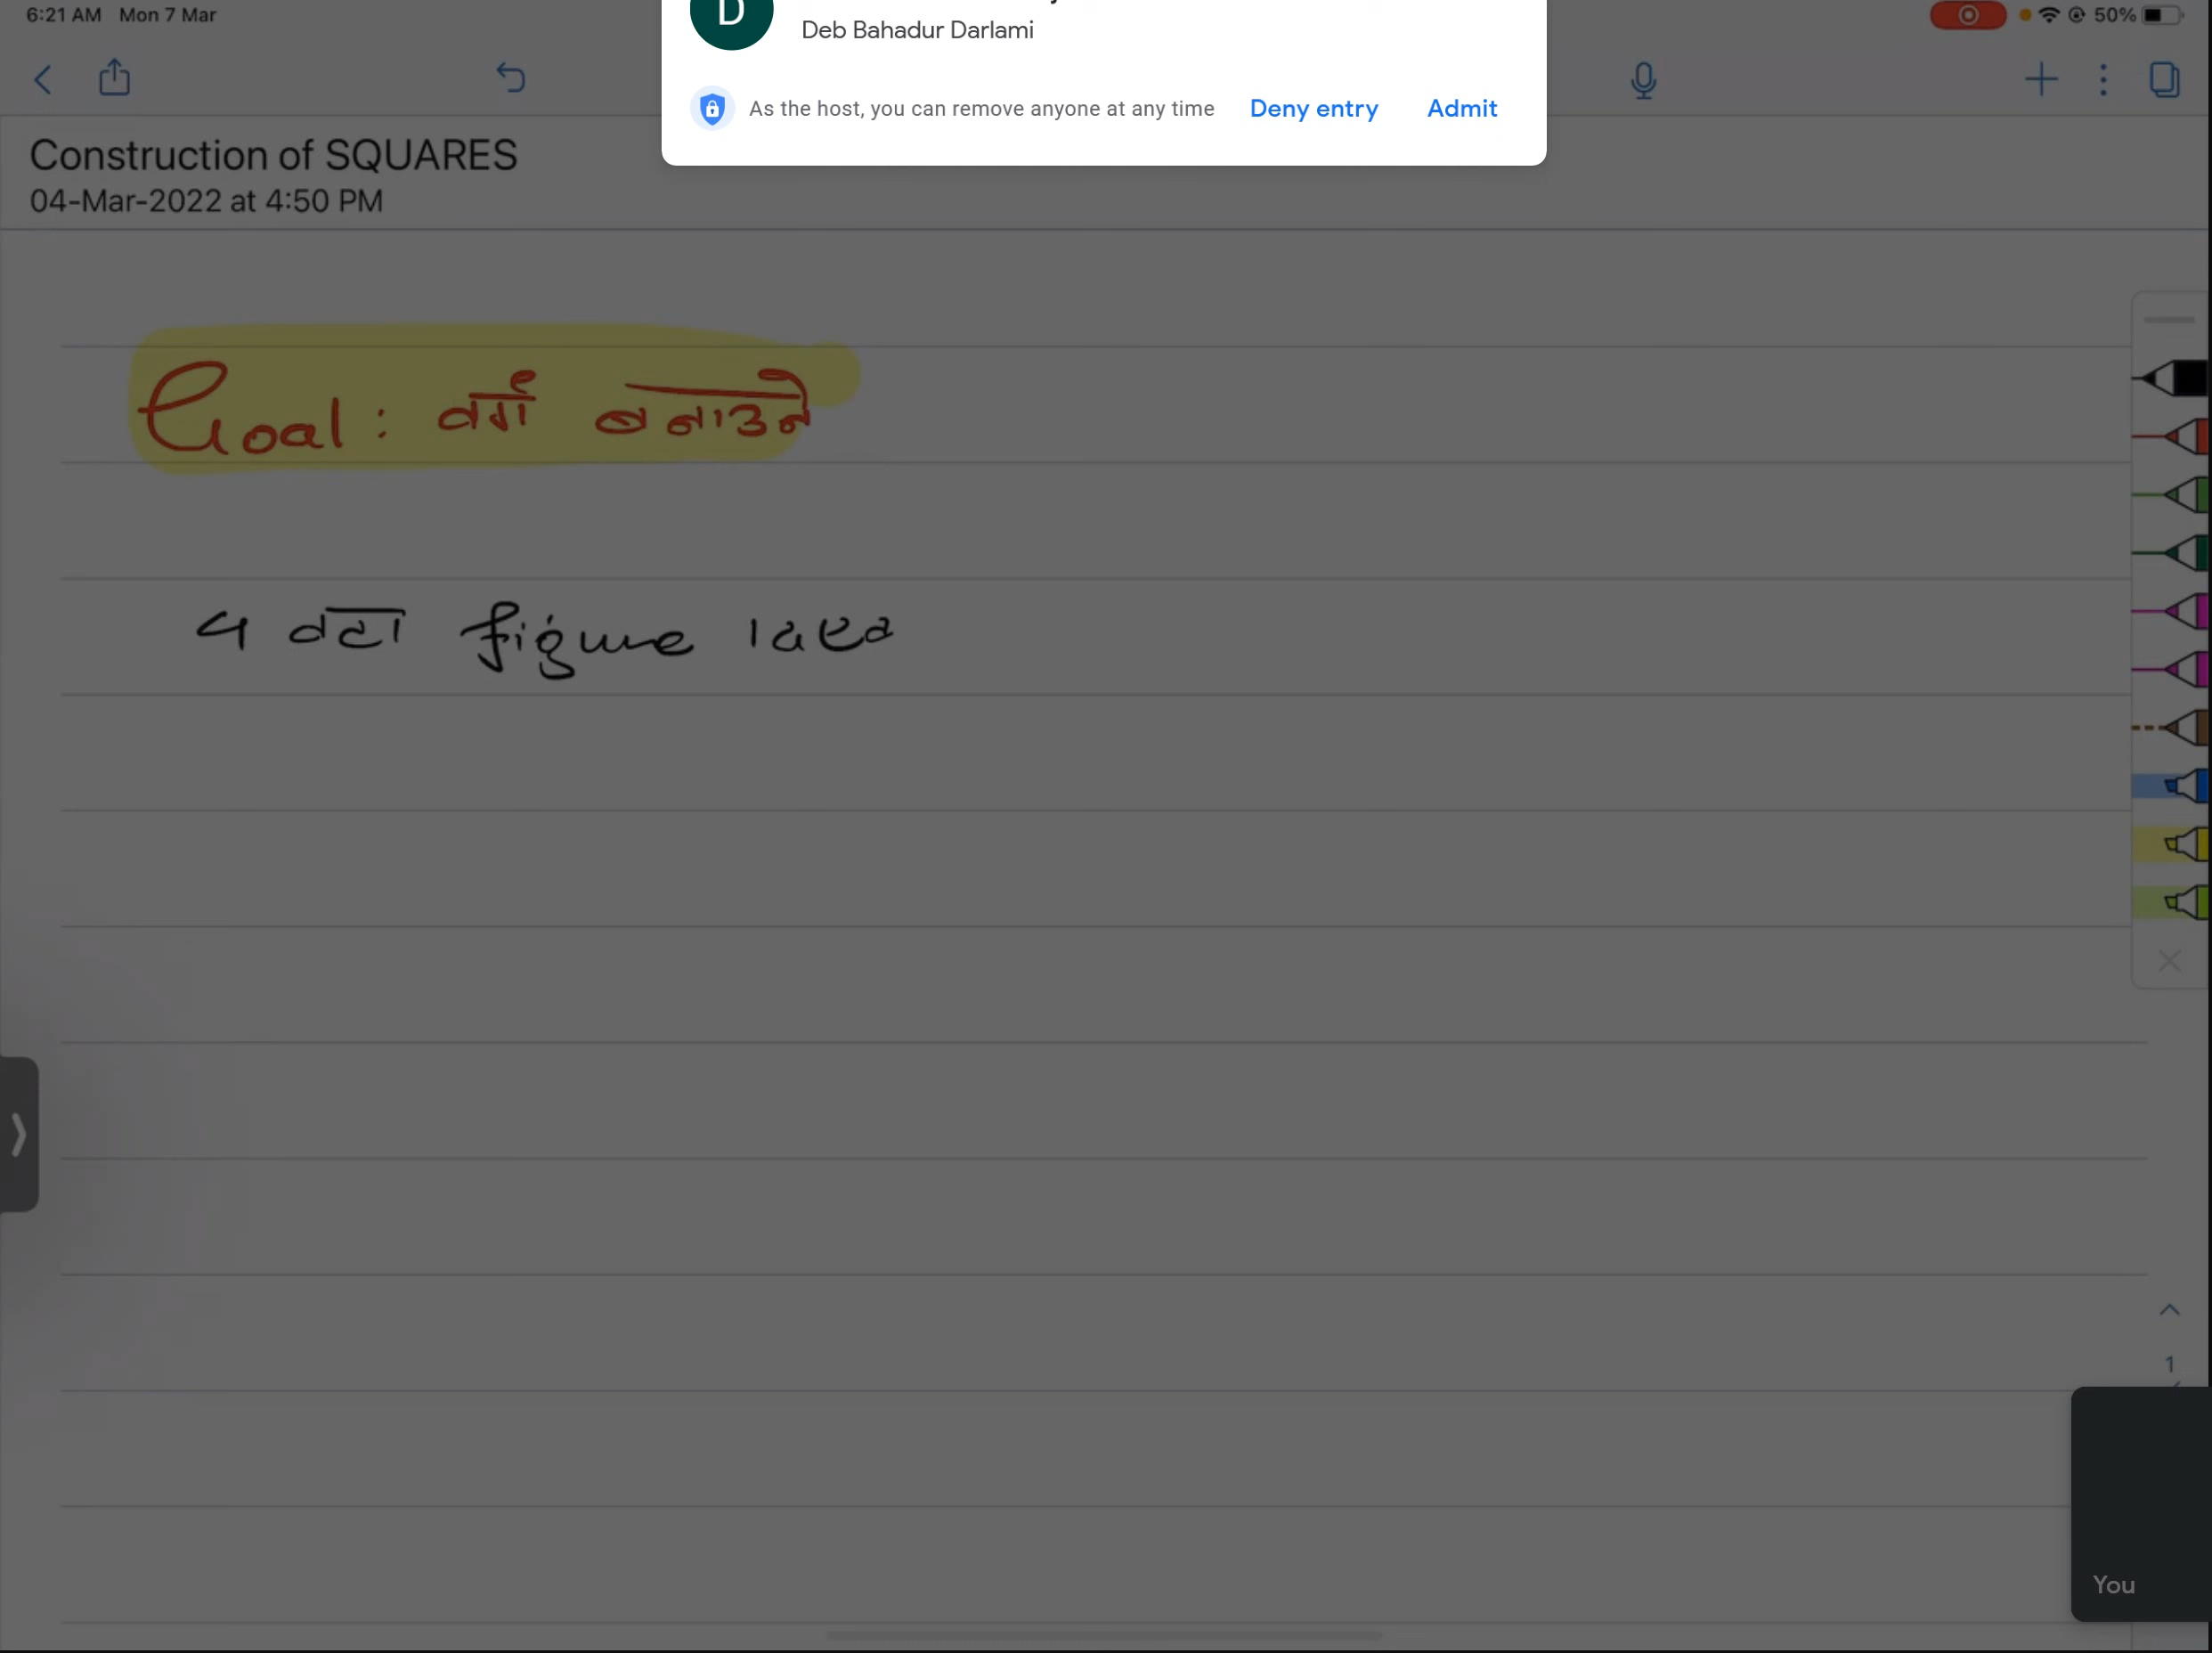 6:21 AM Mon 7 Mar
50%
D
Deb Bahadur Darlami
As the host, you can remove anyone at any time
Deny entry
Admit
Construction of SQUARES
04-Mar-2022 at 4:50 PM
Goal: वर्ग बनाउने
4 वटा figure
1
You